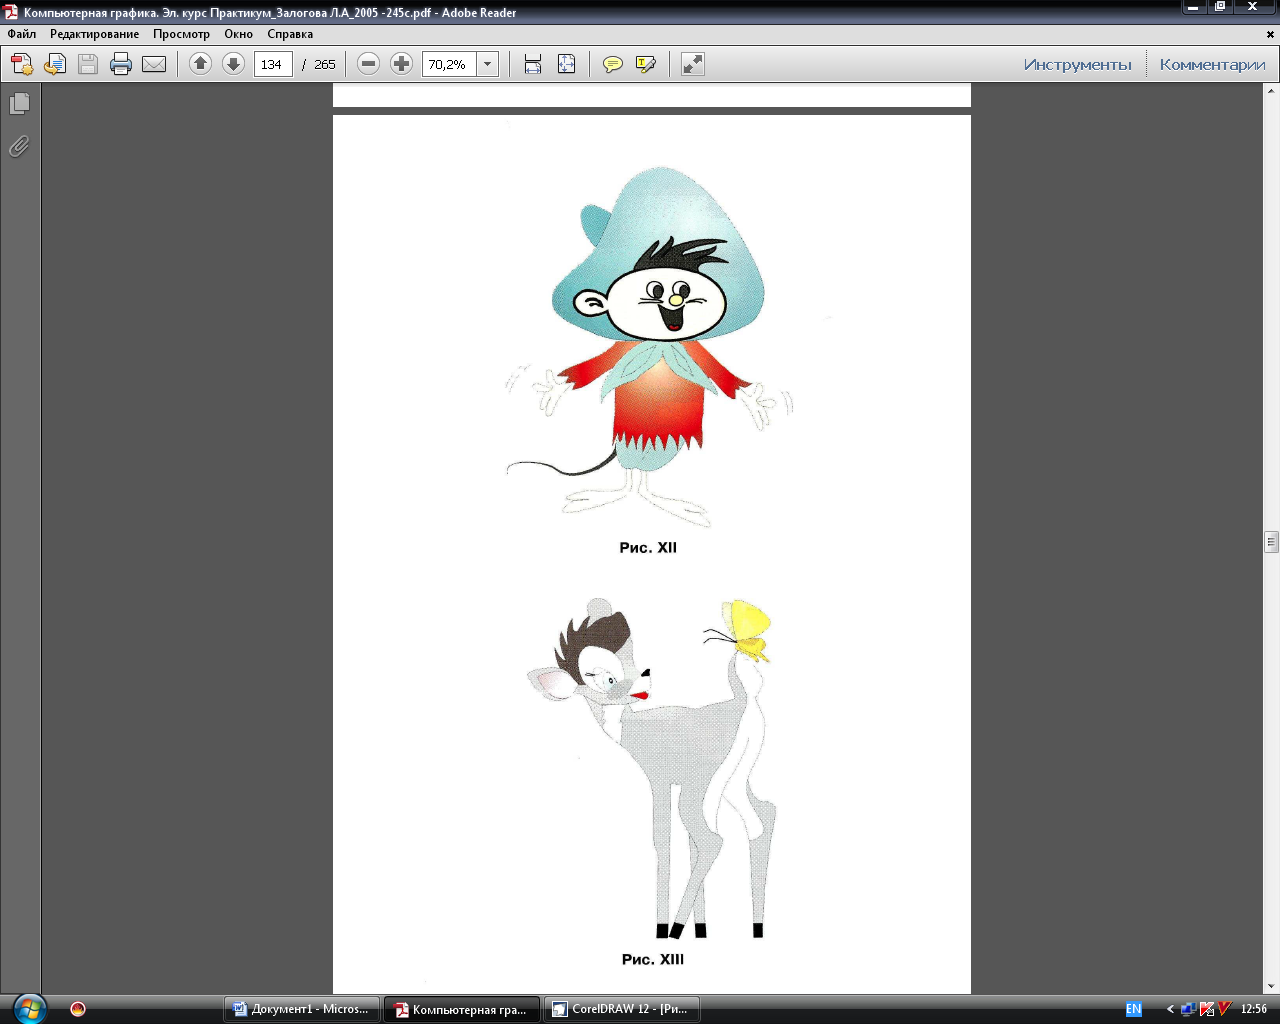 Компьютерная графика. Эл. курс Практикум_Залогова Л.А_2005 -245с.pdf - Adobe Reader
Файл Редактирование Просмотр Окно Справка
134 / 265 70,2% Инструменты Комментарии
Рис. XII
Рис. XIII
Документ1 - Micros... Компьютерная гра... CorelDRAW 12 - [Ри... EN 12:56